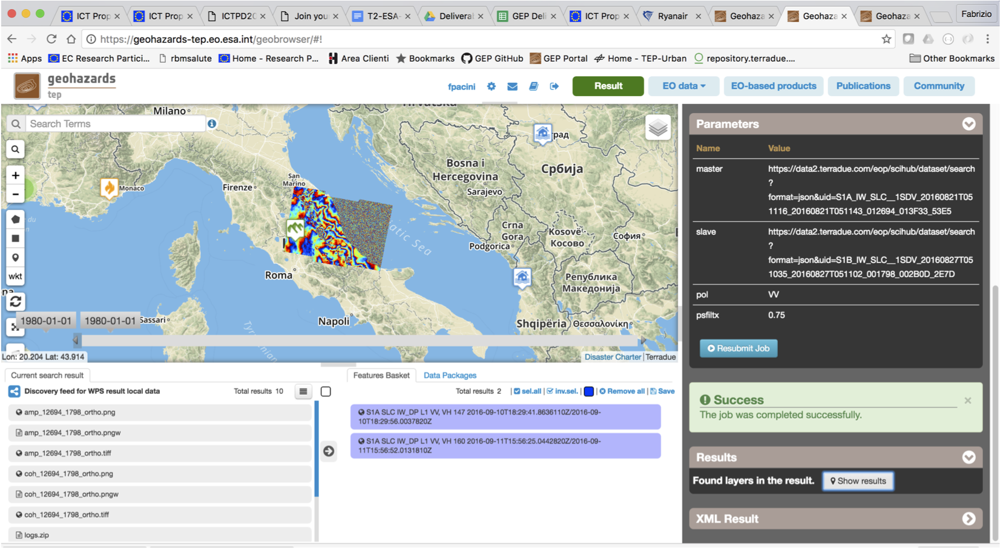 ICT Prop
ICT Prop
ICTPD20
Join you
T2-ESA-
Deliveral
GEP Deli
ICT Prop
Ryanair
Geohaza
Geohaza
Geohaza
Fabrizio
https://geohazards-tep.eo.esa.int/geobrowser/#!
Apps
EC Research Partici...
rbmsalute
Home - Research P...
Area Clienti
Bookmarks
GEP GitHub
GEP Portal
Home - TEP-Urban
repository.terradue....
Other Bookmarks
geohazards
tep
fpacini
Result
EO data
EO-based products
Publications
Community
Search Terms
Milano
Hrvatska
град
Bosna i
Hercegovina
Србија
San
Marino
Firenze
Monaco
Sarajevo
Crna
Gora
Kosovë
Косово
София
Podgorica
Roma
Република
Македонија
wkt
1980-01-01
1980-01-01
Sassari
Napoli
Shqipëria
Θεσσαλονίκη
Lon: 20.204 Lat: 43.914
Disaster Charter | Terradue
Current search result
Discovery feed for WPS result local data
Total results 10
amp_12694_1798_ortho.png
amp_12694_1798_ortho.pngw
amp_12694_1798_ortho.tiff
coh_12694_1798_ortho.png
coh_12694_1798_ortho.pngw
coh_12694_1798_ortho.tiff
logs.zip
Features Basket
Data Packages
Total results 2 | sel.all | inv.sel. | | Remove all | Save
S1A SLC IW_DP L1 VV, VH 147 2016-09-10T18:29:41.8636110Z/2016-09-
10T18:29:56.0037820Z
S1A SLC IW_DP L1 VV, VH 160 2016-09-11T15:56:25.0442820Z/2016-09-
11T15:56:52.0131810Z
Parameters
Name Value
master https://data2.terradue.com/eop/scihub/dataset/search
?
format=json&uid=S1A_IW_SLC__1SDV_20160821T05
1116_20160821T051143_012694_013F33_53E5
slave https://data2.terradue.com/eop/scihub/dataset/search
?
format=json&uid=S1B_IW_SLC__1SDV_20160827T05
1035_20160827T051102_001798_002B0D_2E7D
pol VV
psfiltx 0.75
Resubmit Job
Success
The job was completed successfully.
Results
Found layers in the result. Show results
XML Result